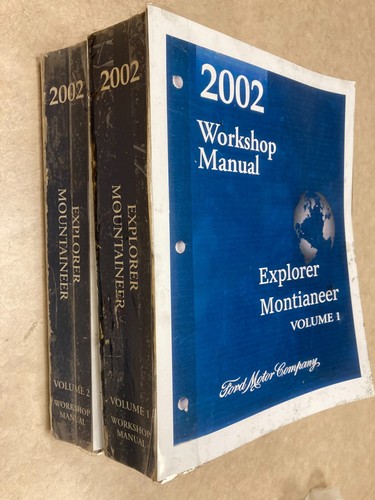 2002
Workshop
Manual
Explorer
Montianeer
VOLUME 1
Ford Motor Company
2002
EXPLORER
MOUNTAINEER
VOLUME 1
WORKSHOP
MANUAL
2002
EXPLORER
MOUNTAINEER
VOLUME 2
WORKSHOP
MANUAL